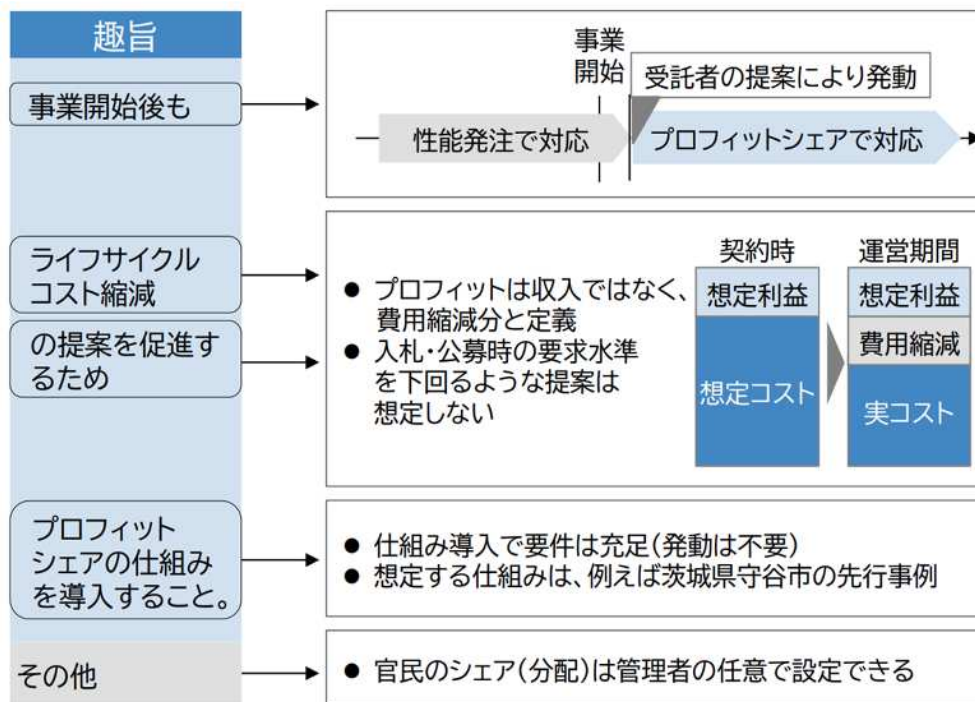 趣旨
事業開始後も
事業
開始
受託者の提案により発動
性能発注で対応
プロフィットシェアで対応
ライフサイクル
コスト縮減
の提案を促進す
るため
● プロフィットは収入ではなく、
費用縮減分と定義
● 入札・公募時の要求水準
を下回るような提案は
想定しない
契約時
想定利益
想定コスト
運営期間
想定利益
費用縮減
実コスト
プロフィット
シェアの仕組み
を導入すること。
● 仕組み導入で要件は充足(発動は不要)
● 想定する仕組みは、例えば茨城県守谷市の先行事例
その他
● 官民のシェア(分配)は管理者の任意で設定できる